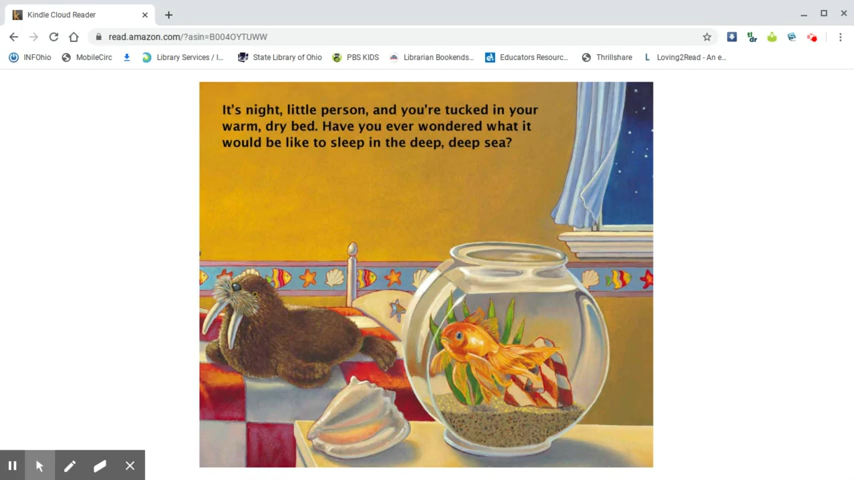 Kindle Cloud Reader
read.amazon.com/?asin=B004OYTUWW
INFOhio
MobileCirc
Library Services / I...
State Library of Ohio
PBS KIDS
Librarian Bookends...
Educators Resourc...
Thrillshare
Loving2Read - An e...
It's night, little person, and you're tucked in your
warm, dry bed. Have you ever wondered what it
would be like to sleep in the deep, deep sea?